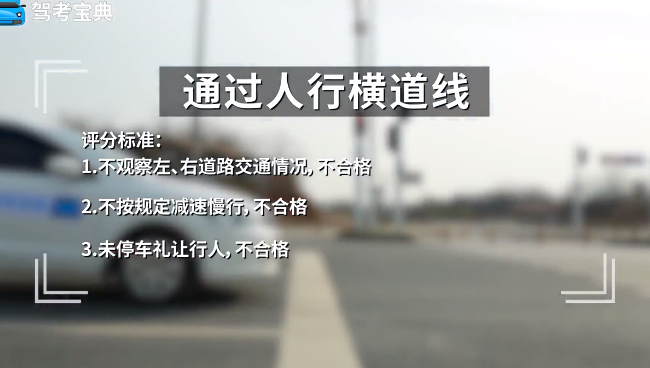 驾考宝典
通过人行横道线
评分标准：
1.不观察左、右道路交通情况，不合格
2.不按规定减速慢行，不合格
3.未停车礼让行人，不合格